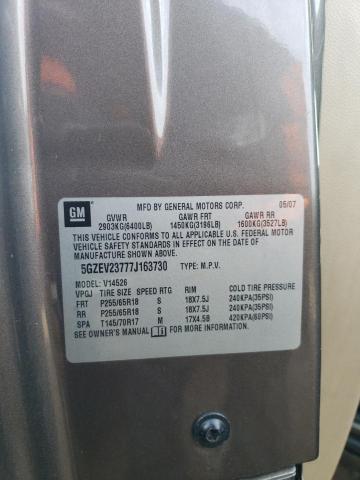 GM
MFD BY GENERAL MOTORS CORP. 05/07
GVWR GAWR FRT GAWR RR
2903KG(6400LB) 1450KG(3196LB) 1600KG(3527LB)
THIS VEHICLE CONFORMS TO ALL APPLICABLE U.S. FEDERAL MOTOR
VEHICLE SAFETY STANDARDS IN EFFECT ON THE DATE OF
MANUFACTURE SHOWN ABOVE.
5GZEV23777J163730 TYPE: M.P.V.
MODEL: V14526
VPGJ TIRE SIZE SPEED RTG RIM COLD TIRE PRESSURE
FRT P255/65R18 S 18X7.5J 240KPA(35PSI)
RR P255/65R18 S 18X7.5J 240KPA(35PSI)
SPA T145/70R17 M 17X4.5B 420KPA(60PSI)
SEE OWNER'S MANUAL FOR MORE INFORMATION.